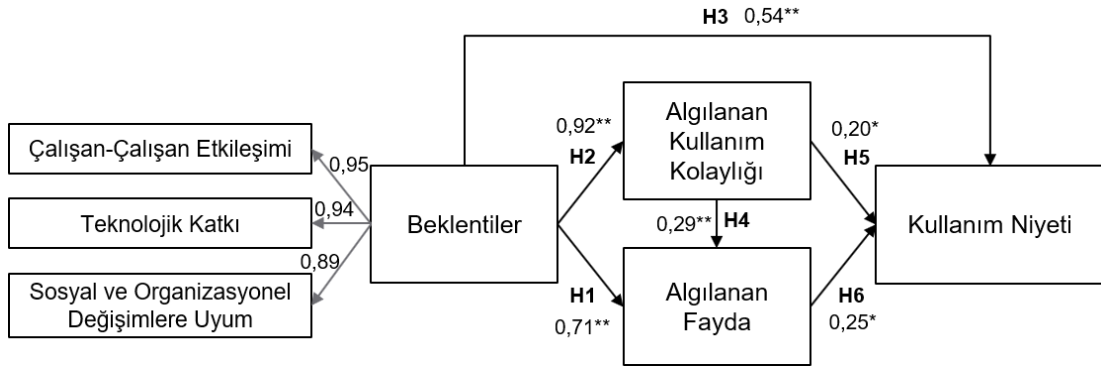 H3 0,54**
Çalışan-Çalışan Etkileşimi
0,95
Teknolojik Katkı
0,94
Sosyal ve Organizasyonel
Değişimlere Uyum
0,89
Beklentiler
0,92**
H2
H1
0,71**
Algılanan
Kullanım
Kolaylığı
0,29** H4
Algılanan
Fayda
0,20*
H5
H6
0,25*
Kullanım Niyeti